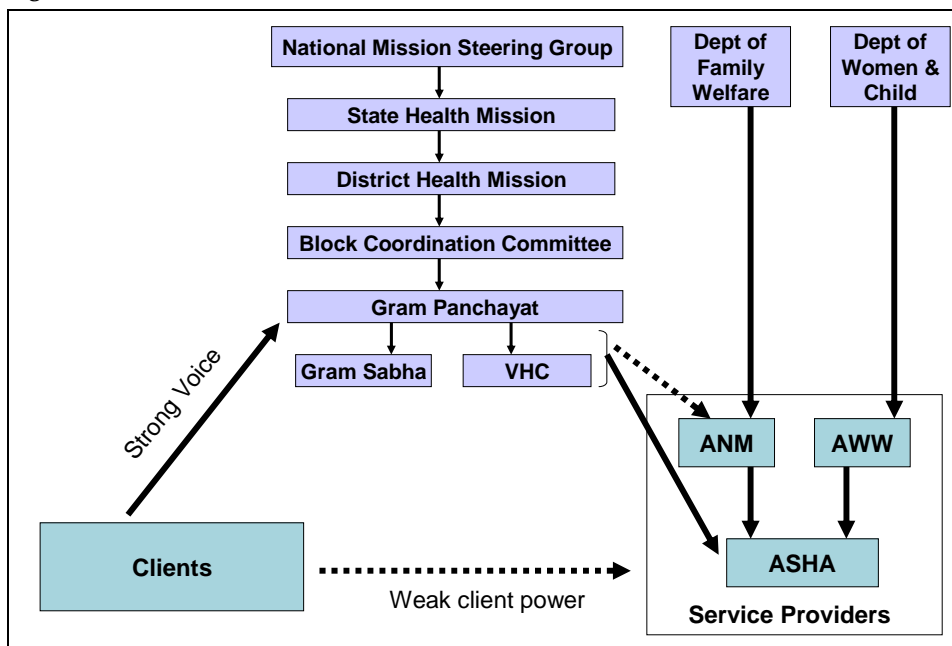 National Mission Steering Group
Dept of
Family
Welfare
Dept of
Women &
Child
State Health Mission
District Health Mission
Block Coordination Committee
Gram Panchayat
Gram Sabha
VHC
Strong Voice
ANM
AWW
Clients
ASHA
Weak client power
Service Providers